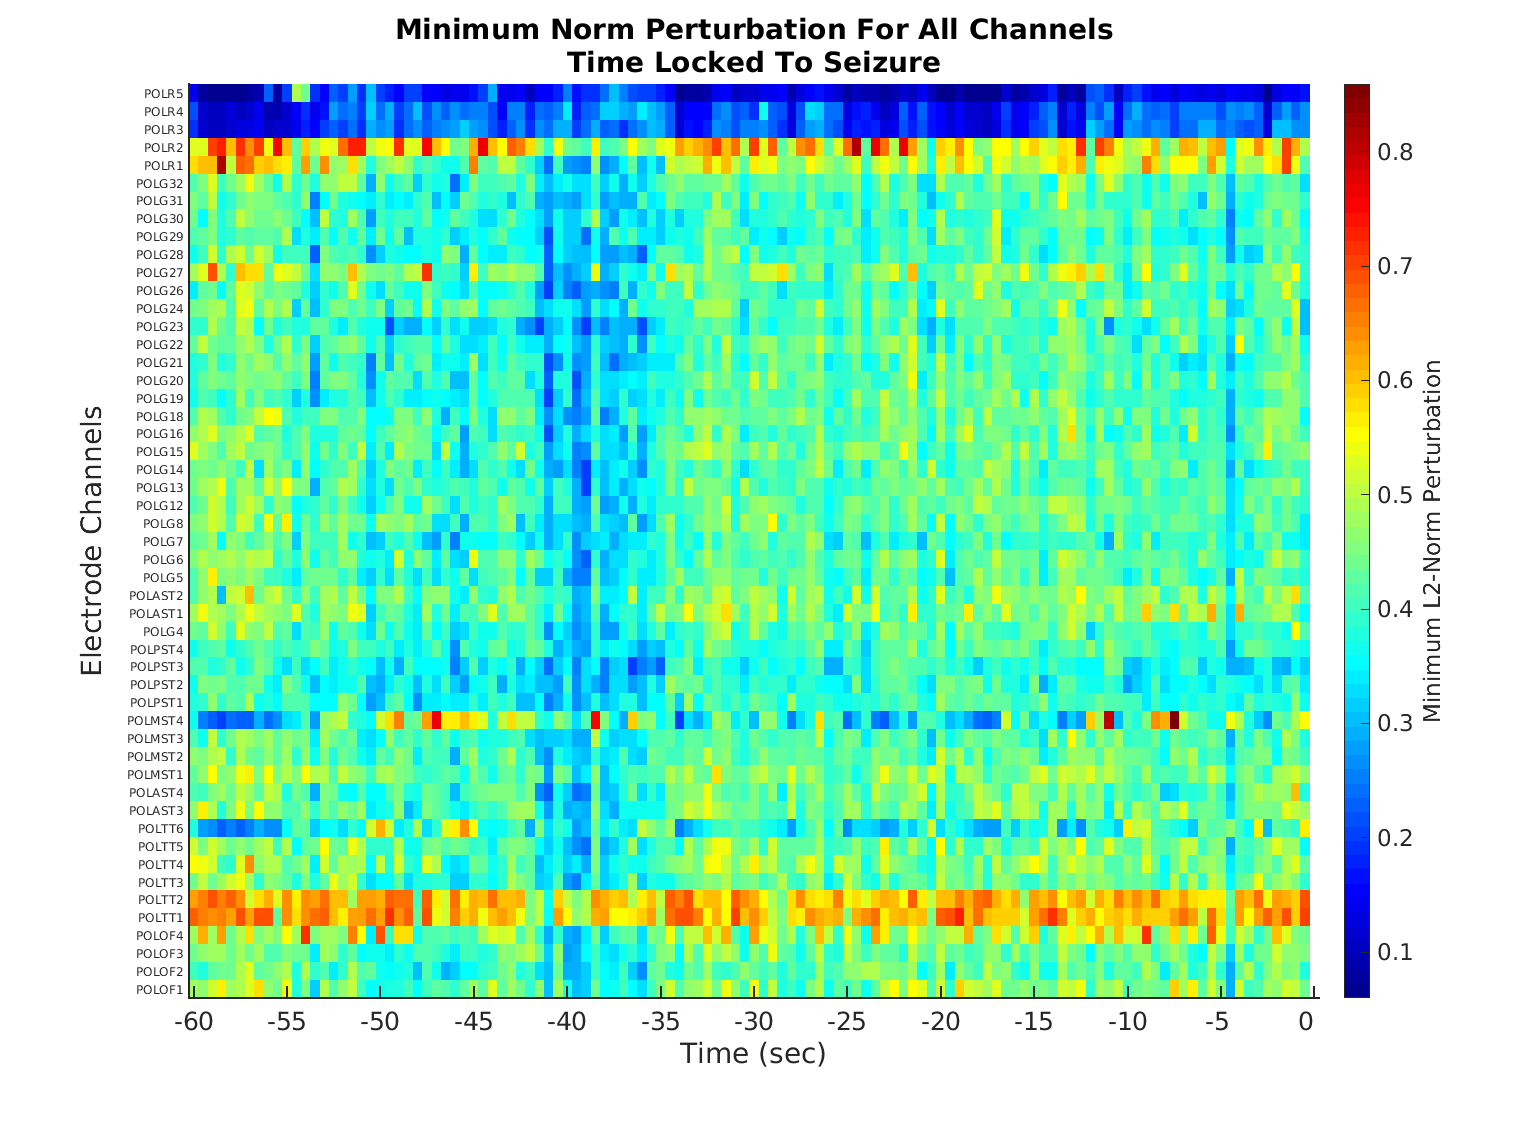 Minimum Norm Perturbation For All Channels
Time Locked To Seizure
Electrode Channels
POLR5
POLR4
POLR3
POLR2
POLR1
POLG32
POLG31
POLG30
POLG29
POLG28
POLG27
POLG26
POLG24
POLG23
POLG22
POLG21
POLG20
POLG19
POLG18
POLG16
POLG15
POLG14
POLG13
POLG12
POLG8
POLG7
POLG6
POLG5
POLAST2
POLAST1
POLG4
POLPST4
POLPST3
POLPST2
POLPST1
POLMST4
POLMST3
POLMST2
POLMST1
POLAST4
POLAST3
POLTT6
POLTT5
POLTT4
POLTT3
POLTT2
POLTT1
POLOF4
POLOF3
POLOF2
POLOF1
-60 -55 -50 -45 -40 -35 -30 -25 -20 -15 -10 -5 0
Time (sec)
0.8
0.7
0.6
0.5
0.4
0.3
0.2
0.1
Minimum L2-Norm Perturbation